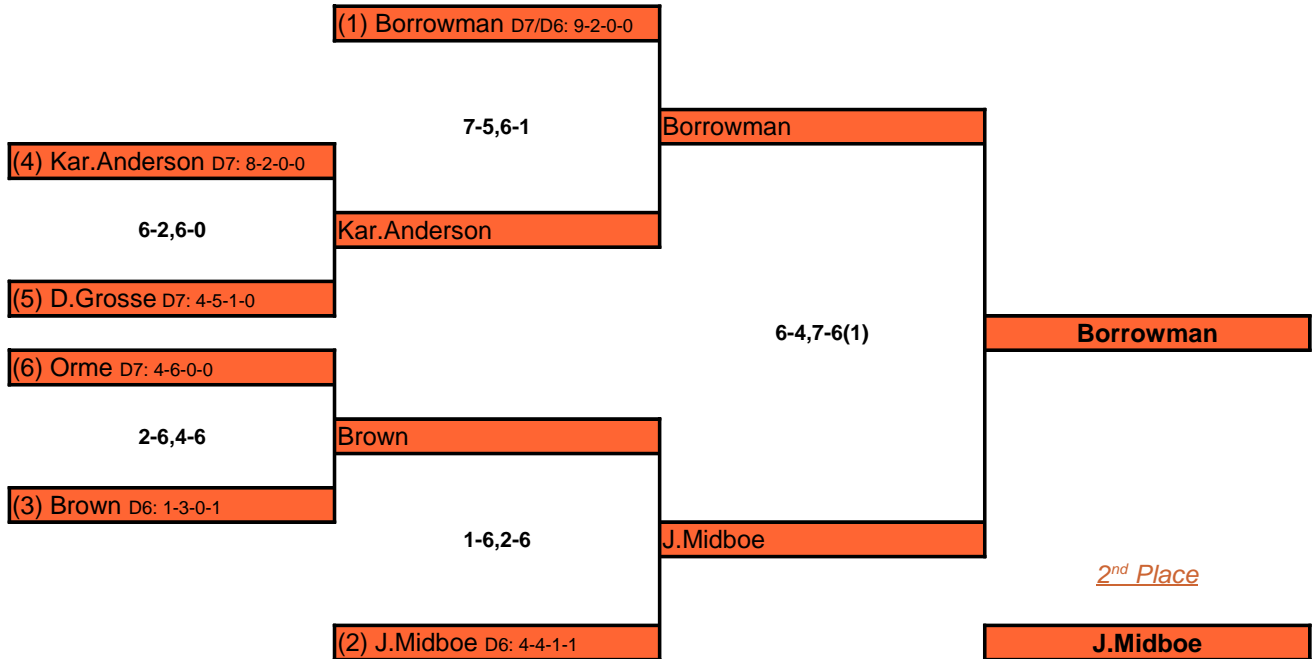 (1) Borrowman D7/D6: 9-2-0-0
7-5,6-1
Borrowman
(4) Kar.Anderson D7: 8-2-0-0
6-2,6-0
Kar.Anderson
(5) D.Grosse D7: 4-5-1-0
6-4,7-6(1)
Borrowman
(6) Orme D7: 4-6-0-0
2-6,4-6
Brown
(3) Brown D6: 1-3-0-1
1-6,2-6
J.Midboe
2nd Place
(2) J.Midboe D6: 4-4-1-1
J.Midboe